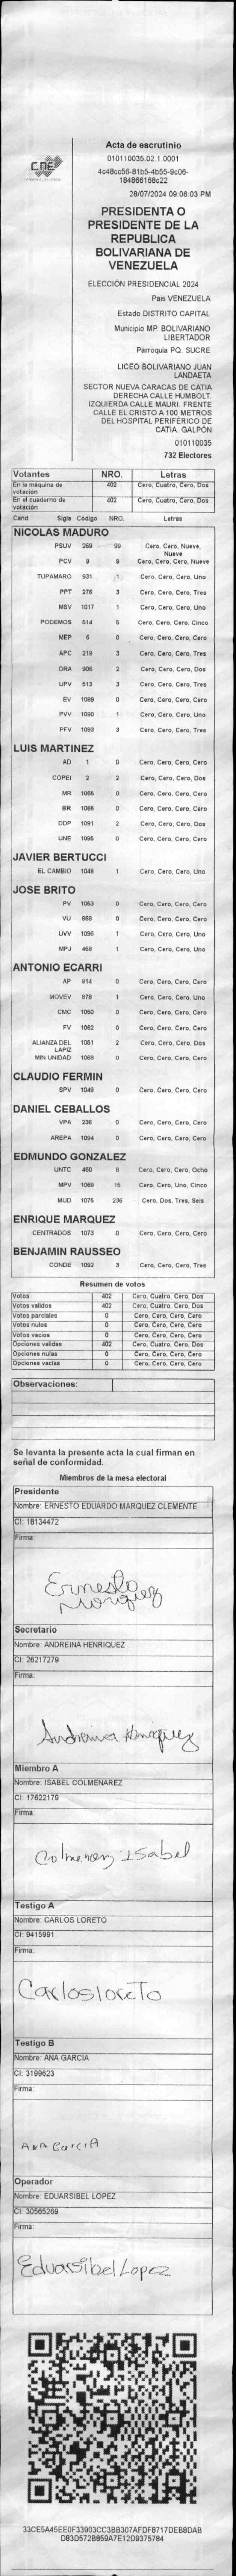 CNE
Acta de escrutinio
010110035.02.1.0001
4c48cc56-81b5-4b55-9c06-
184866168c22
28/07/2024 09:06:03 PM
PRESIDENTA O
PRESIDENTE DE LA
REPUBLICA
BOLIVARIANA DE
VENEZUELA
ELECCIÓN PRESIDENCIAL 2024
Pais VENEZUELA
Estado DISTRITO CAPITAL
Municipio MP. BOLIVARIANO
LIBERTADOR
Parroquia PQ. SUCRE
LICEO BOLIVARIANO JUAN
LANDAETA
SECTOR NUEVA CARACAS DE CATIA
DERECHA CALLE HUMBOLT.
IZQUIERDA CALLE MAURI. FRENTE
CALLE EL CRISTO A 100 METROS
DEL HOSPITAL PERIFÉRICO DE
CATIA. GALPÓN
010110035
732 Electores
Votantes NRO. Letras
En la máquina de votación 402 Cero, Cuatro, Cero, Dos
En el cuaderno de votación 402 Cero, Cuatro, Cero, Dos
Cand Sigla Código NRO. Letras
NICOLAS MADURO
PSUV 269 99 Cero, Cero, Nueve, Nueve
PCV 9 9 Cero, Cero, Cero, Nueve
TUPAMARO 931 1 Cero, Cero, Cero, Uno
PPT 276 3 Cero, Cero, Cero, Tres
MSV 1017 1 Cero, Cero, Cero, Uno
PODEMOS 514 5 Cero, Cero, Cero, Cinco
MEP 6 0 Cero, Cero, Cero, Cero
APC 219 3 Cero, Cero, Cero, Tres
ORA 906 2 Cero, Cero, Cero, Dos
UPV 513 3 Cero, Cero, Cero, Tres
EV 1089 0 Cero, Cero, Cero, Cero
PVV 1090 1 Cero, Cero, Cero, Uno
PFV 1093 3 Cero, Cero, Cero, Tres
LUIS MARTINEZ
AD 1 0 Cero, Cero, Cero, Cero
COPEI 2 2 Cero, Cero, Cero, Dos
MR 1066 0 Cero, Cero, Cero, Cero
BR 1088 0 Cero, Cero, Cero, Cero
DDP 1091 2 Cero, Cero, Cero, Dos
UNE 1095 0 Cero, Cero, Cero, Cero
JAVIER BERTUCCI
EL CAMBIO 1048 1 Cero, Cero, Cero, Uno
JOSE BRITO
PV 1053 0 Cero, Cero, Cero, Cero
VU 868 0 Cero, Cero, Cero, Cero
UVV 1096 1 Cero, Cero, Cero, Uno
MPJ 458 1 Cero, Cero, Cero, Uno
ANTONIO ECARRI
AP 914 0 Cero, Cero, Cero, Cero
MOVEV 878 1 Cero, Cero, Cero, Uno
CMC 1050 0 Cero, Cero, Cero, Cero
FV 1062 0 Cero, Cero, Cero, Cero
ALIANZA DEL LAPIZ 1051 2 Cero, Cero, Cero, Dos
MIN UNIDAD 1069 0 Cero, Cero, Cero, Cero
CLAUDIO FERMIN
SPV 1049 0 Cero, Cero, Cero, Cero
DANIEL CEBALLOS
VPA 236 0 Cero, Cero, Cero, Cero
AREPA 1094 0 Cero, Cero, Cero, Cero
EDMUNDO GONZALEZ
UNTC 460 8 Cero, Cero, Cero, Ocho
MPV 1069 15 Cero, Cero, Uno, Cinco
MUD 1075 236 Cero, Dos, Tres, Seis
ENRIQUE MARQUEZ
CENTRADOS 1073 0 Cero, Cero, Cero, Cero
BENJAMIN RAUSSEO
CONDE 1092 3 Cero, Cero, Cero, Tres
Resumen de votos
Votos 402 Cero, Cuatro, Cero, Dos
Votos validos 402 Cero, Cuatro, Cero, Dos
Votos parciales 0 Cero, Cero, Cero, Cero
Votos nulos 0 Cero, Cero, Cero, Cero
Votos vacios 0 Cero, Cero, Cero, Cero
Opciones validas 402 Cero, Cuatro, Cero, Dos
Opciones nulas 0 Cero, Cero, Cero, Cero
Opciones vacias 0 Cero, Cero, Cero, Cero
Observaciones:
Se levanta la presente acta la cual firman en
señal de conformidad.
Miembros de la mesa electoral
Presidente
Nombre: ERNESTO EDUARDO MARQUEZ CLEMENTE
CI: 18134472
Firma:
Ernesto
Marquez
Secretario
Nombre: ANDREINA HENRIQUEZ
CI: 26217279
Firma:
Andreina Henriquez
Miembro A
Nombre: ISABEL COLMENAREZ
CI: 17622179
Firma:
Colmenarez Isabel
Testigo A
Nombre: CARLOS LORETO
CI: 9415991
Firma:
Carlos loreto
Testigo B
Nombre: ANA GARCIA
CI: 3199623
Firma:
ANA GarciA
Operador
Nombre: EDUARSIBEL LOPEZ
CI: 30565269
Firma:
Eduarsibel Lopez
33CE5A45EE0F33903CC3BB307AFDF8717DEB8DAB
D83D572B859A7E12D9375784